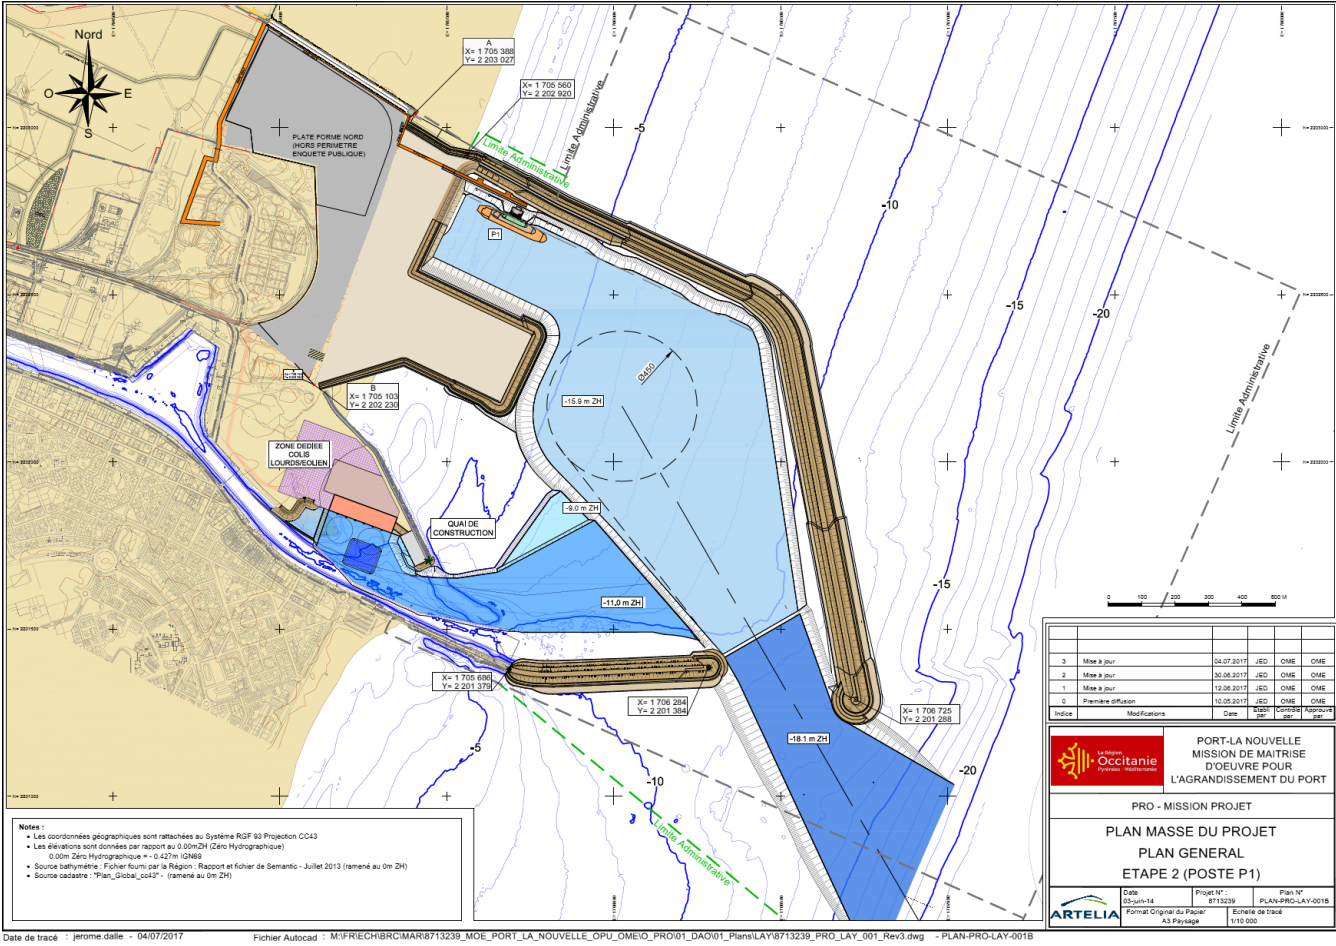 Nord
O
E
S
A
X= 1 705 388
Y= 2 203 027
X= 1 705 560
Y= 2 202 920
Limite Administrative
Limite Administrative
PLATE FORME NORD
(HORS PERIMETRE
ENQUETE PUBLIQUE)
P1
-5
-10
-15
-20
Ø450
-15.9 m ZH
B
X= 1 705 103
Y= 2 202 230
ZONE DEDIEE
COLIS
LOURDS/EOLIEN
QUAI DE
CONSTRUCTION
-9.0 m ZH
-11,0 m ZH
-18.1 m ZH
Limite Administrative
-15
-20
-5
-10
Limite Administrative
X= 1 705 686
Y= 2 201 379
X= 1 706 284
Y= 2 201 384
X= 1 706 725
Y= 2 201 288
0 100 200 300 400 500 M
3 Mise à jour 04.07.2017 JED OME OME
2 Mise à jour 30.06.2017 JED OME OME
1 Mise à jour 12.06.2017 JED OME OME
0 Première diffusion 10.05.2017 JED OME OME
Indice Modifications Date Etabli par Contrôlé par Approuvé par
La Région
Occitanie
Pyrénées - Méditerranée
PORT-LA NOUVELLE
MISSION DE MAITRISE
D'OEUVRE POUR
L'AGRANDISSEMENT DU PORT
PRO - MISSION PROJET
PLAN MASSE DU PROJET
PLAN GENERAL
ETAPE 2 (POSTE P1)
ARTELIA
Date
03-juin-14
Projet N° :
8713239
Plan N°
PLAN-PRO-LAY-001B
Format Original du Papier
A3 Paysage
Echelle de tracé
1/10 000
Notes :
• Les coordonnées géographiques sont rattachées au Système RGF 93 Projection CC43
• Les élévations sont données par rapport au 0.00mZH (Zéro Hydrographique)
0.00m Zéro Hydrographique = - 0.427m IGN69
• Source bathymétrie : Fichier fourni par la Région : Rapport et fichier de Semantic - Juillet 2013 (ramené au 0m ZH)
• Source cadastre : "Plan_Global_cc43" - (ramené au 0m ZH)
Date de tracé : jerome.dalle - 04/07/2017
Fichier Autocad : M:\FR\ECH\BRC\MAR\8713239_MOE_PORT_LA_NOUVELLE_OPU_OME\O_PRO\01_DAO\01_Plans\LAY\8713239_PRO_LAY_001_Rev3.dwg - PLAN-PRO-LAY-001B